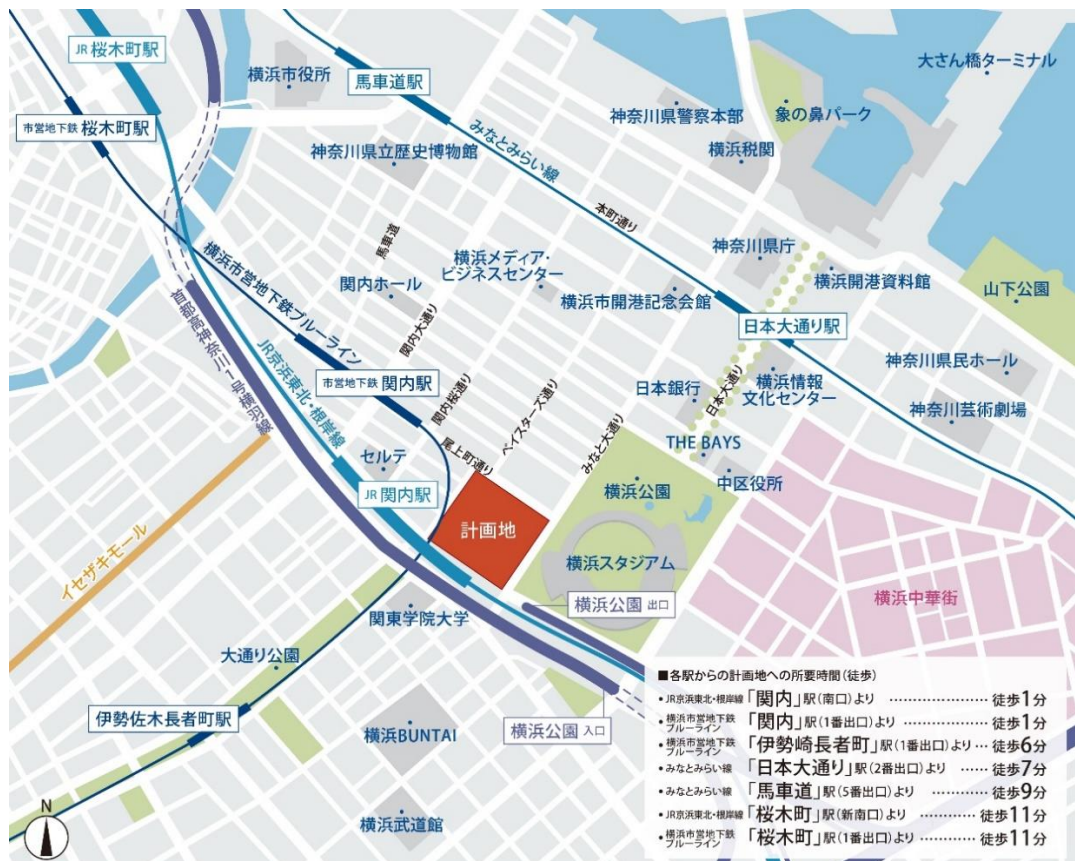 JR 桜木町駅
横浜市役所
馬車道駅
大さん橋ターミナル
市営地下鉄 桜木町駅
神奈川県警察本部
象の鼻パーク
みなとみらい線
神奈川県立歴史博物館
横浜税関
本町通り
馬車道
横浜メディア・
ビジネスセンター
神奈川県庁
横浜市営地下鉄ブルーライン
関内ホール
横浜市開港記念会館
横浜開港資料館
山下公園
首都高神奈川1号横羽線
関内大通り
日本大通り駅
JR京浜東北・根岸線
市営地下鉄 関内駅
神奈川県民ホール
日本銀行
日本大通り
横浜情報
文化センター
関内桜通り
ベイスターズ通り
神奈川芸術劇場
尾上町通り
みなと大通り
THE BAYS
セルテ
中区役所
JR 関内駅
横浜公園
計画地
イセザキモール
横浜スタジアム
横浜中華街
横浜公園 出口
関東学院大学
大通り公園
伊勢佐木長者町駅
横浜公園 入口
横浜BUNTAI
横浜武道館
N
■各駅からの計画地への所要時間(徒歩)
•JR京浜東北・根岸線「関内」駅(南口)より ………………… 徒歩1分
•横浜市営地下鉄ブルーライン「関内」駅(1番出口)より ……………… 徒歩1分
•横浜市営地下鉄ブルーライン「伊勢崎長者町」駅(1番出口)より … 徒歩6分
•みなとみらい線「日本大通り」駅(2番出口)より …… 徒歩7分
•みなとみらい線「馬車道」駅(5番出口)より ………… 徒歩9分
•JR京浜東北・根岸線「桜木町」駅(新南口)より ………… 徒歩11分
•横浜市営地下鉄ブルーライン「桜木町」駅(1番出口)より ………… 徒歩11分